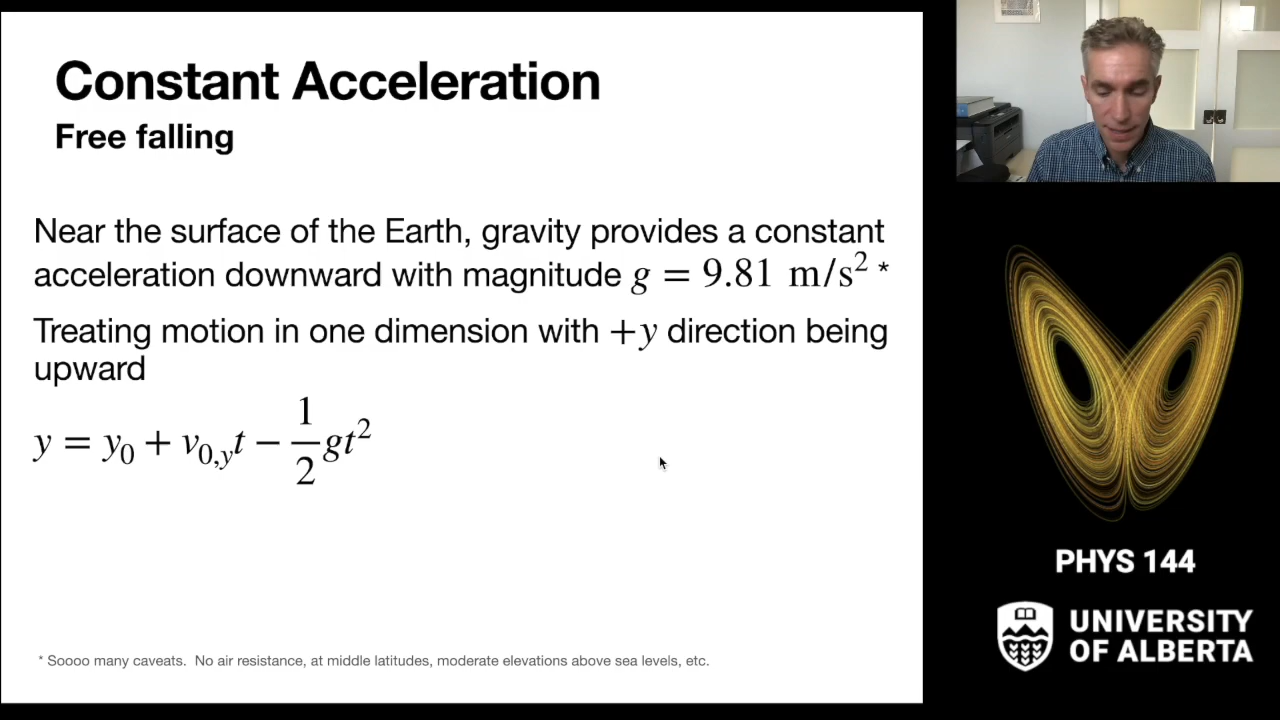 Constant Acceleration
Free falling
Near the surface of the Earth, gravity provides a constant
acceleration downward with magnitude g = 9.81 m/s² *
Treating motion in one dimension with +y direction being
upward
y = y₀ + v₀,ᵧt − 1/2 gt²
* Soooo many caveats. No air resistance, at middle latitudes, moderate elevations above sea levels, etc.
PHYS 144
UNIVERSITY
OF ALBERTA